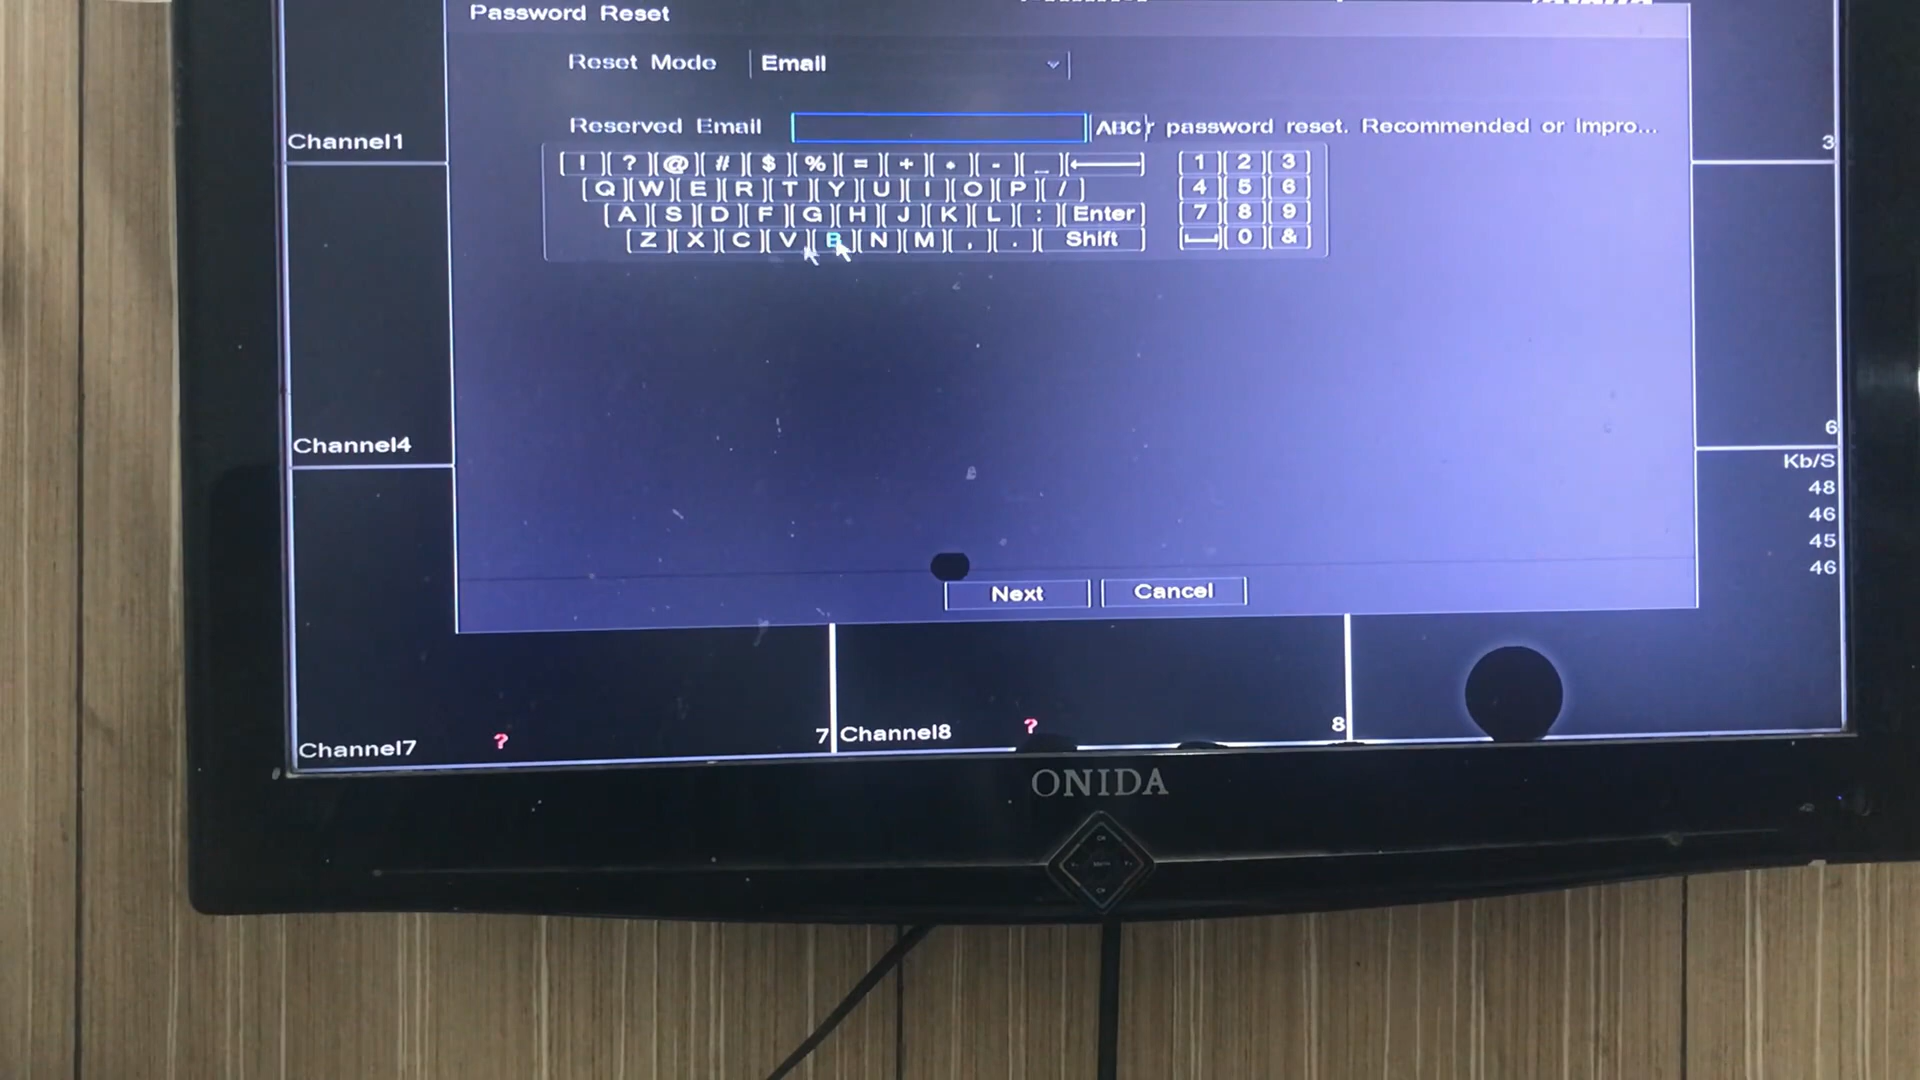 Password Reset
Reset Mode Email
Reserved Email ABC r password reset. Recommended or impro...
! ? @ # $ % = + * - _ 1 2 3
Q W E R T Y U I O P / 4 5 6
A S D F G H J K L : Enter 7 8 9
Z X C V B N M , . Shift 0 &
Channel1 3
Channel4 6
Kb/S
48
46
45
46
Next Cancel
Channel7 ? 7 Channel8 ? 8
ONIDA